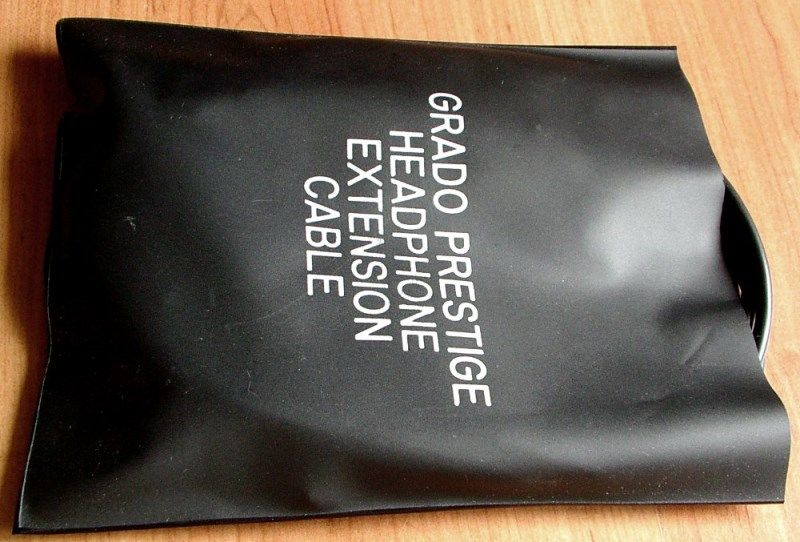 GRADO PRESTIGE
HEADPHONE
EXTENSION
CABLE